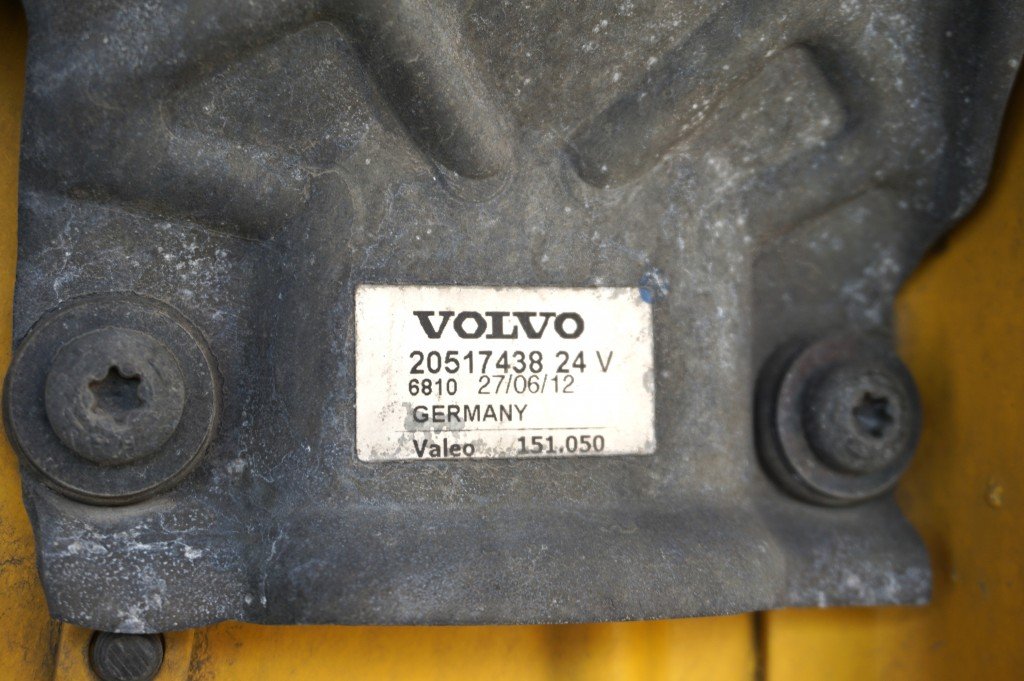 VOLVO
20517438 24 V
6810 27/06/12
GERMANY
Valeo 151.050